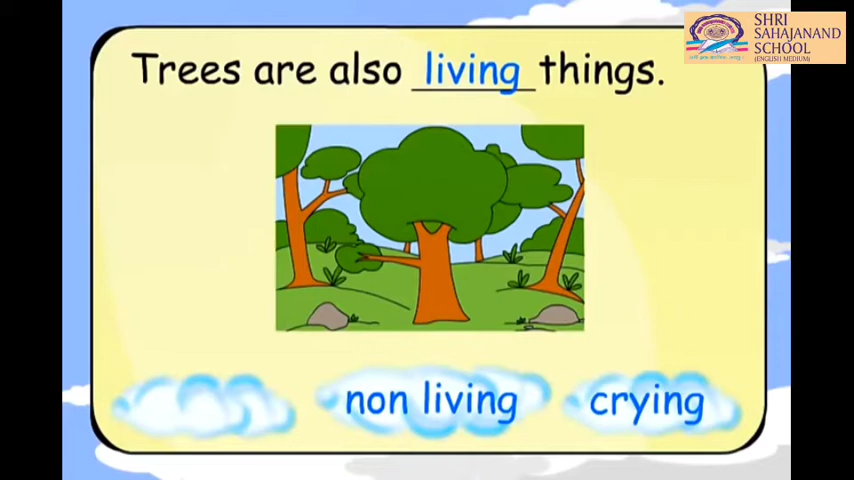 SHRI
SAHAJANAND
SCHOOL
(ENGLISH MEDIUM)
Trees are also living things.
non living
crying